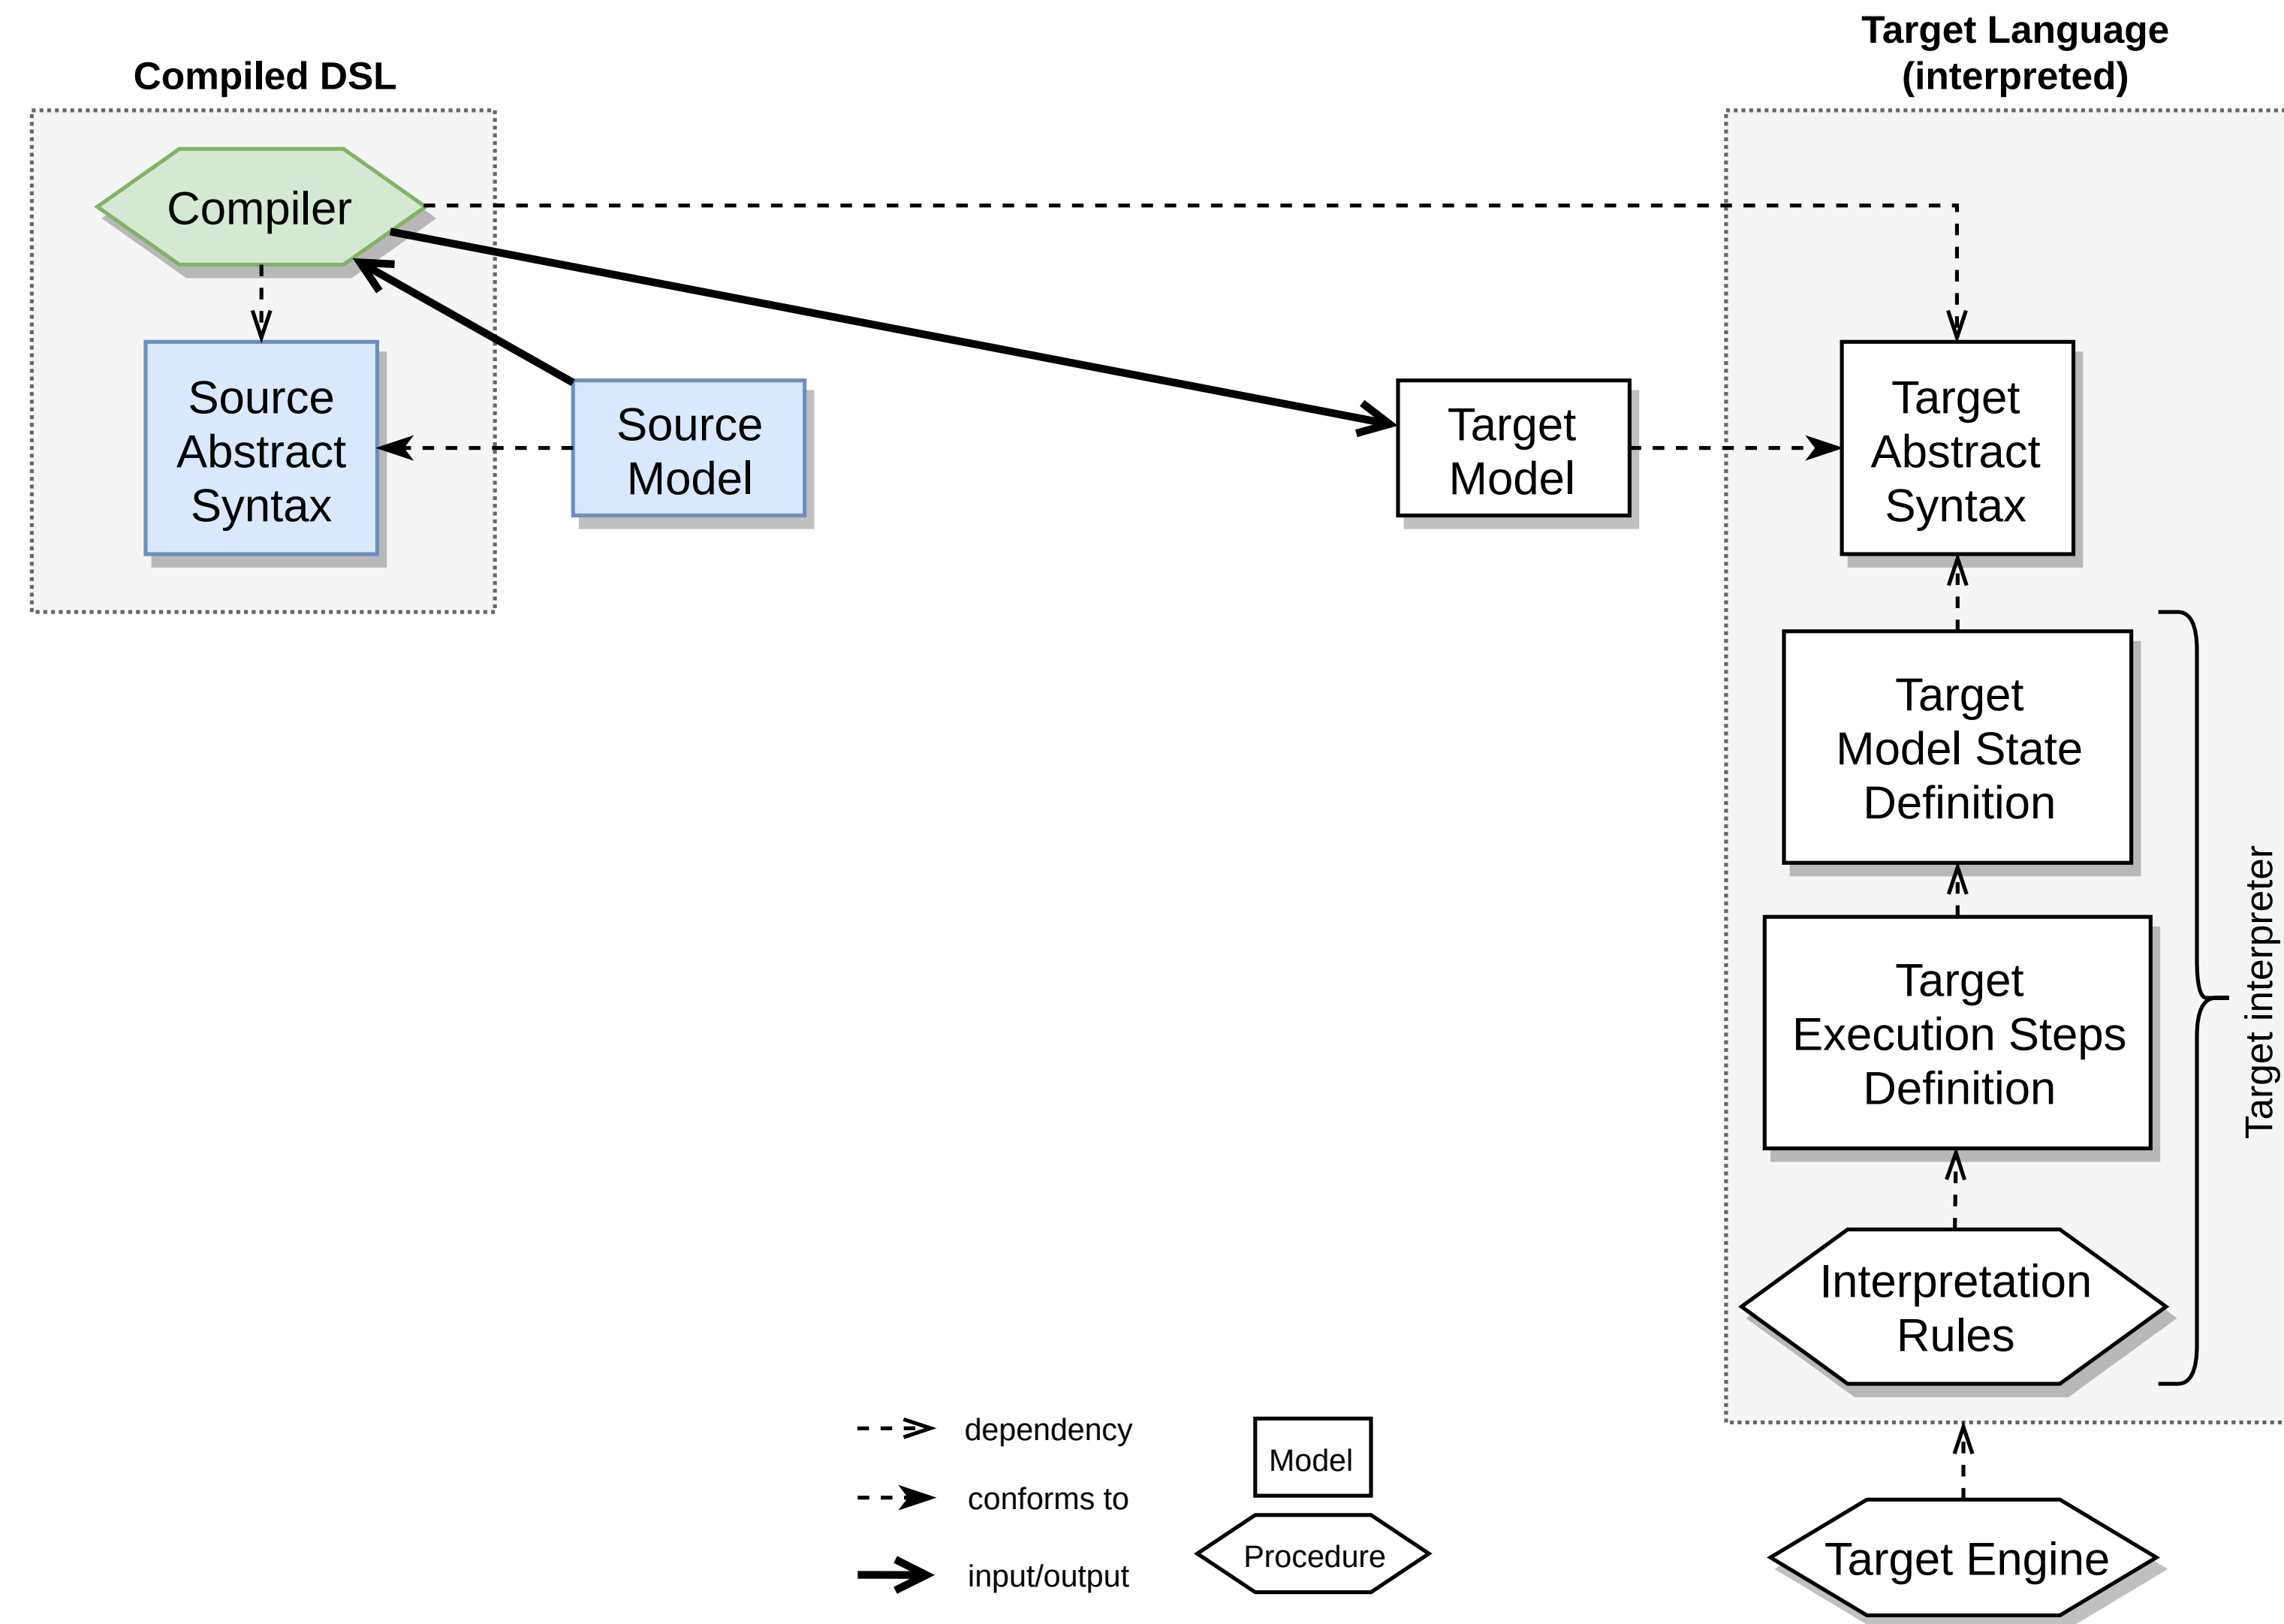 Target Language
(interpreted)
Compiled DSL
Compiler
Source
Abstract
Syntax
Source
Model
Target
Model
Target
Abstract
Syntax
Target
Model State
Definition
Target
Execution Steps
Definition
Target interpreter
Interpretation
Rules
dependency
conforms to
input/output
Model
Procedure
Target Engine